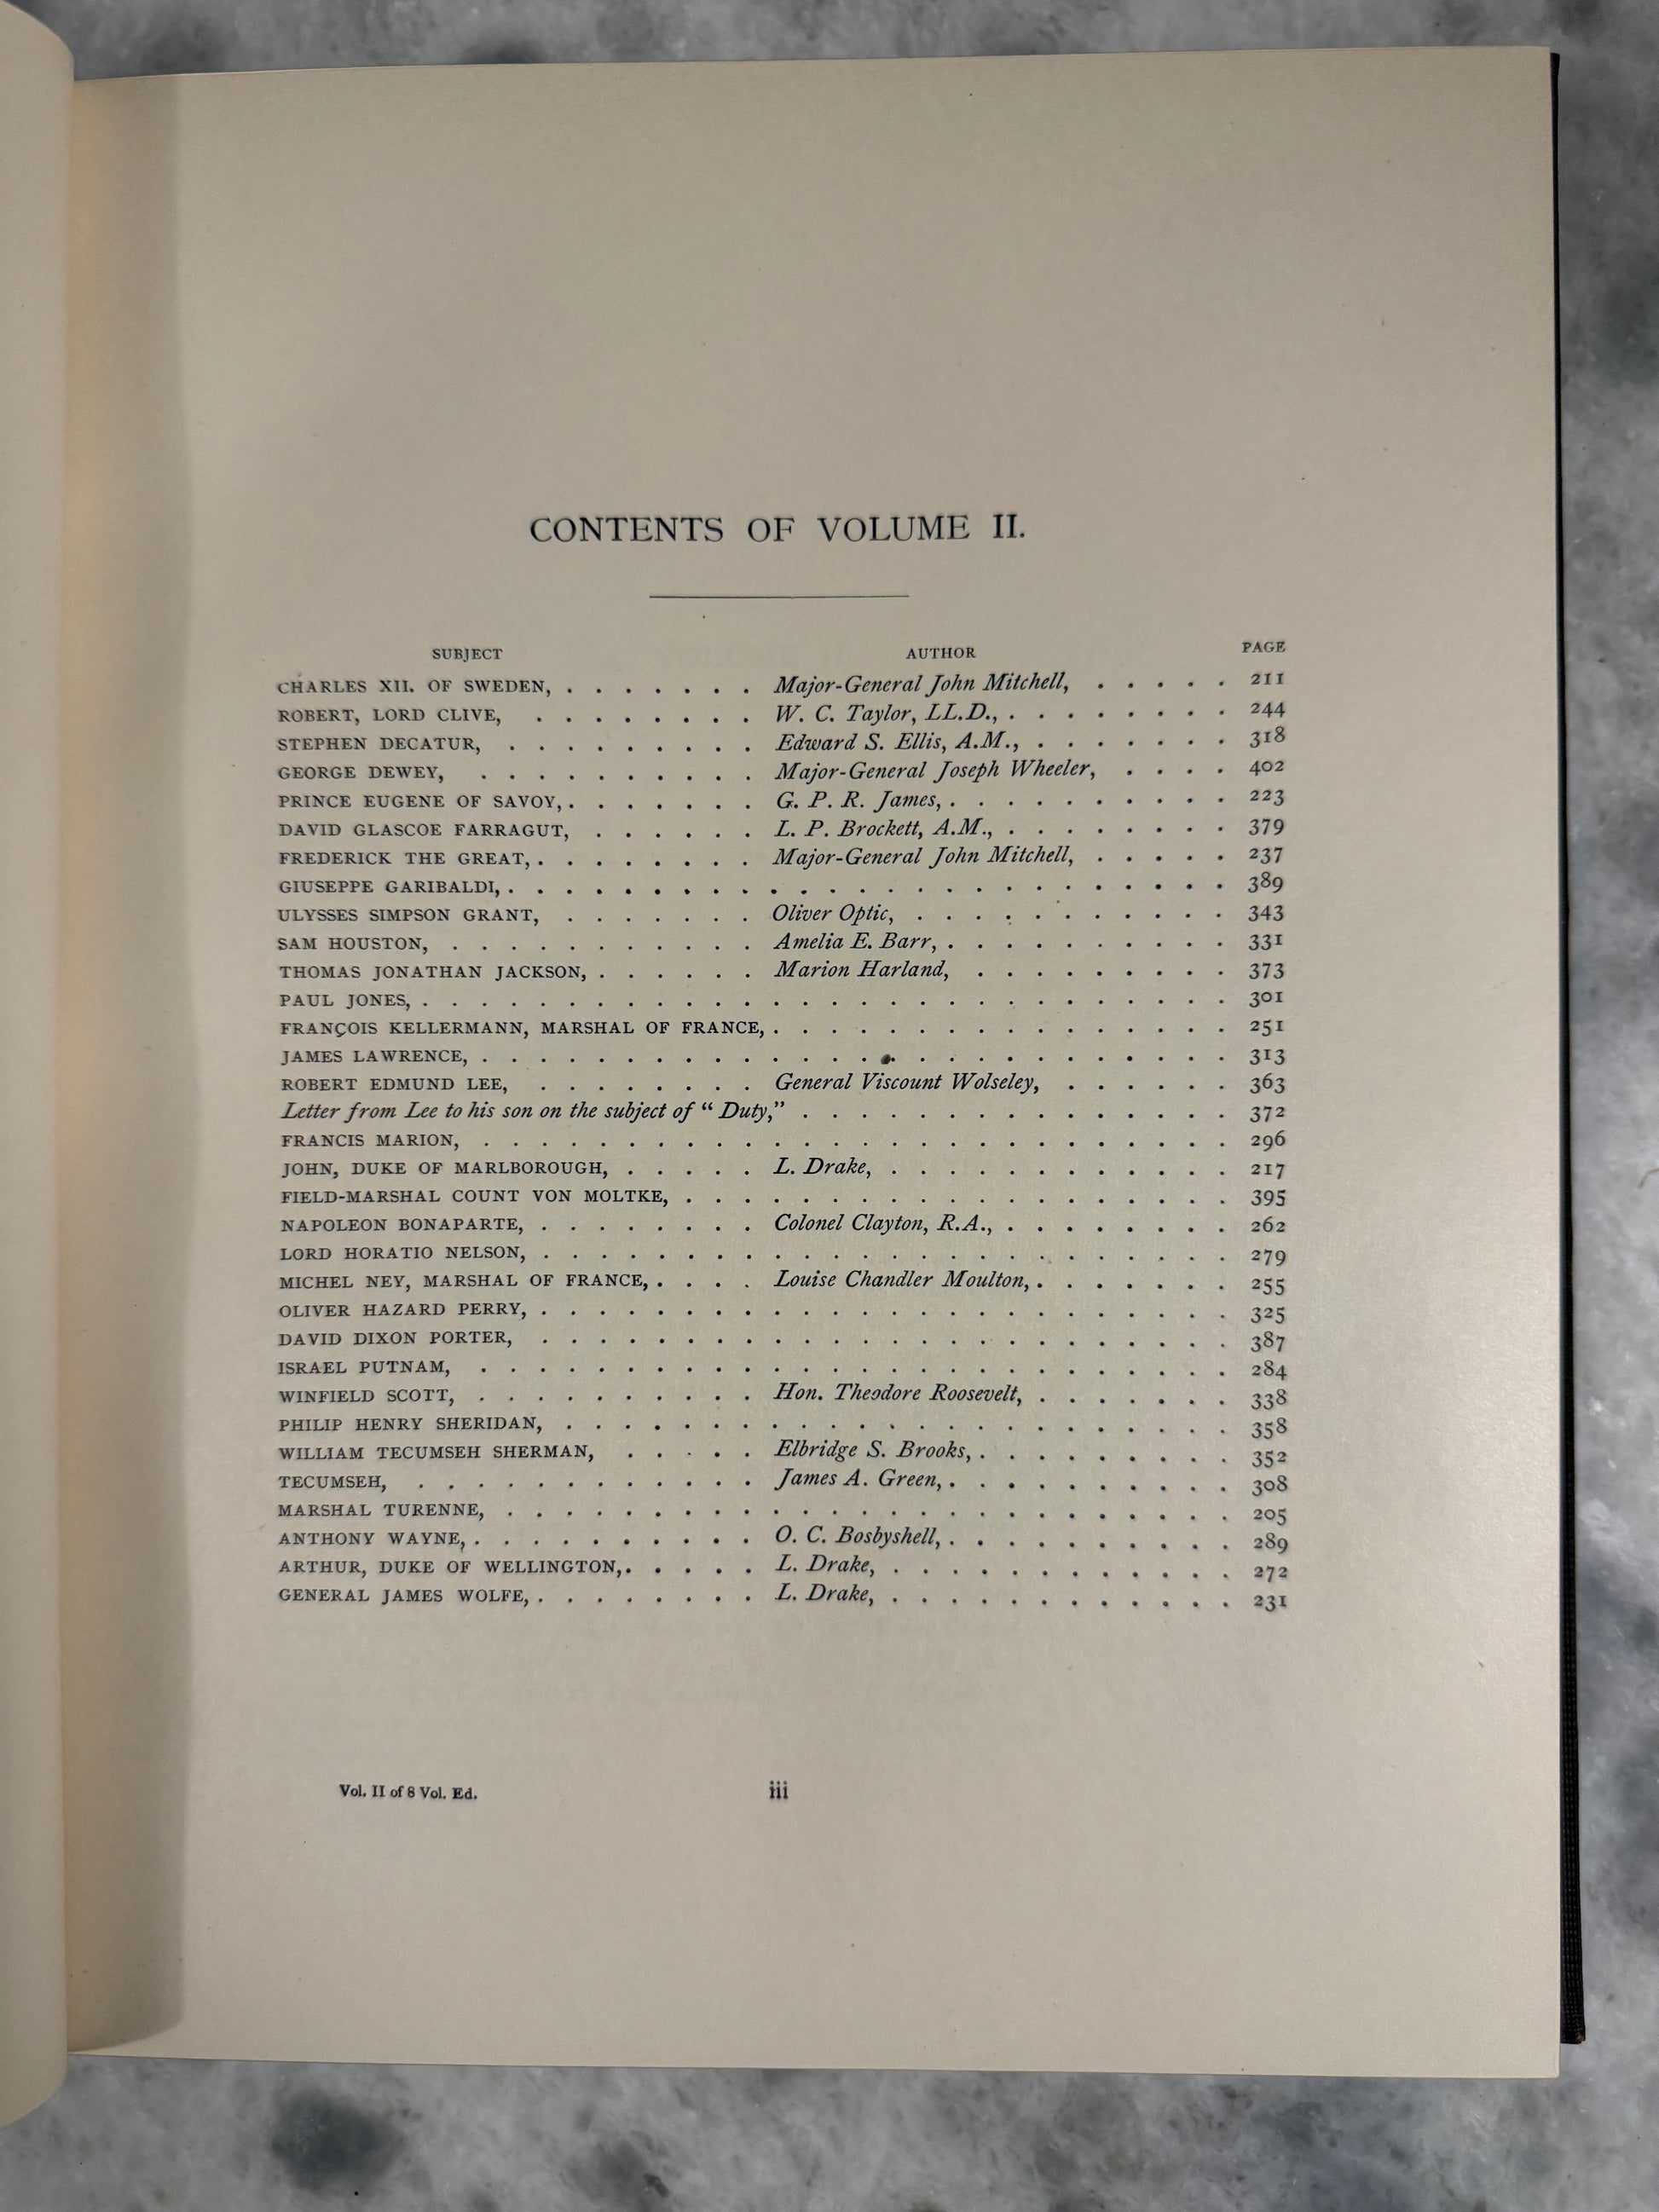 CONTENTS OF VOLUME II.
SUBJECT AUTHOR PAGE
CHARLES XII. OF SWEDEN, . . . . . . . Major-General John Mitchell, . . . . . 211
ROBERT, LORD CLIVE, . . . . . . . . W. C. Taylor, LL.D., . . . . . . . . 244
STEPHEN DECATUR, . . . . . . . . . Edward S. Ellis, A.M., . . . . . . . 318
GEORGE DEWEY, . . . . . . . . . . Major-General Joseph Wheeler, . . . . 402
PRINCE EUGENE OF SAVOY, . . . . . . . G. P. R. James, . . . . . . . . . . 223
DAVID GLASCOE FARRAGUT, . . . . . . L. P. Brockett, A.M., . . . . . . . . 379
FREDERICK THE GREAT, . . . . . . . . Major-General John Mitchell, . . . . . 237
GIUSEPPE GARIBALDI, . . . . . . . . . . . . . . . . . . . . . . . . . 389
ULYSSES SIMPSON GRANT, . . . . . . . Oliver Optic, . . . . . . . . . . . 343
SAM HOUSTON, . . . . . . . . . . . Amelia E. Barr, . . . . . . . . . . 331
THOMAS JONATHAN JACKSON, . . . . . . Marion Harland, . . . . . . . . . 373
PAUL JONES, . . . . . . . . . . . . . . . . . . . . . . . . . . . . 301
FRANÇOIS KELLERMANN, MARSHAL OF FRANCE, . . . . . . . . . . . . . . . . 251
JAMES LAWRENCE, . . . . . . . . . . . . . . . . . . . . . . . . . . 313
ROBERT EDMUND LEE, . . . . . . . . General Viscount Wolseley, . . . . . . 363
Letter from Lee to his son on the subject of “ Duty,” . . . . . . . . . . . . . . . 372
FRANCIS MARION, . . . . . . . . . . . . . . . . . . . . . . . . . . 296
JOHN, DUKE OF MARLBOROUGH, . . . . . L. Drake, . . . . . . . . . . . . 217
FIELD-MARSHAL COUNT VON MOLTKE, . . . . . . . . . . . . . . . . . . . 395
NAPOLEON BONAPARTE, . . . . . . . . Colonel Clayton, R.A., . . . . . . . . 262
LORD HORATIO NELSON, . . . . . . . . . . . . . . . . . . . . . . . . 279
MICHEL NEY, MARSHAL OF FRANCE, . . . . Louise Chandler Moulton, . . . . . . . 255
OLIVER HAZARD PERRY, . . . . . . . . . . . . . . . . . . . . . . . . 325
DAVID DIXON PORTER, . . . . . . . . . . . . . . . . . . . . . . . . 387
ISRAEL PUTNAM, . . . . . . . . . . . . . . . . . . . . . . . . . . 284
WINFIELD SCOTT, . . . . . . . . . . Hon. Theodore Roosevelt, . . . . . . . 338
PHILIP HENRY SHERIDAN, . . . . . . . . . . . . . . . . . . . . . . . 358
WILLIAM TECUMSEH SHERMAN, . . . . . Elbridge S. Brooks, . . . . . . . . . 352
TECUMSEH, . . . . . . . . . . . . James A. Green, . . . . . . . . . . 308
MARSHAL TURENNE, . . . . . . . . . . . . . . . . . . . . . . . . . 205
ANTHONY WAYNE, . . . . . . . . . . O. C. Bosbyshell, . . . . . . . . . . 289
ARTHUR, DUKE OF WELLINGTON, . . . . . L. Drake, . . . . . . . . . . . . 272
GENERAL JAMES WOLFE, . . . . . . . . L. Drake, . . . . . . . . . . . . 231
Vol. II of 8 Vol. Ed. iii